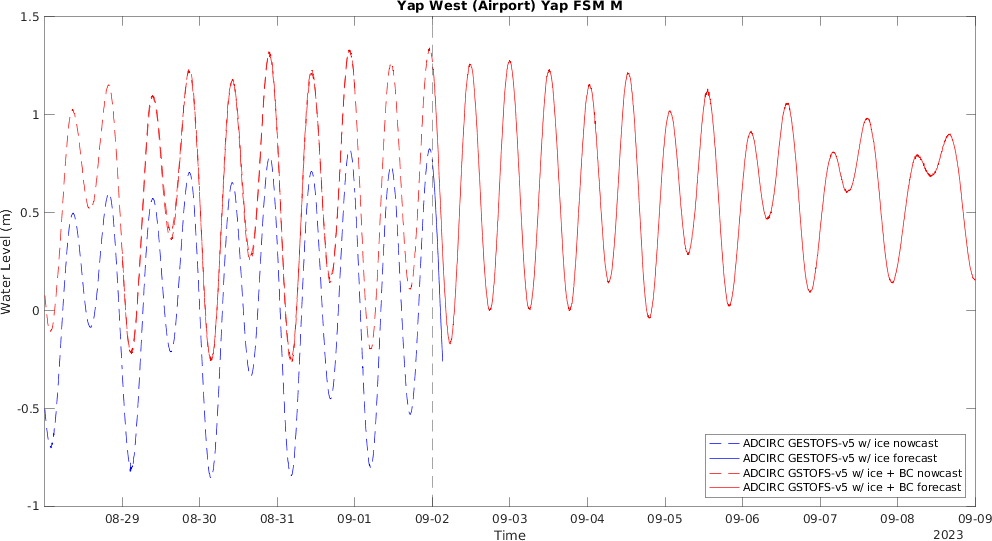 Yap West (Airport) Yap FSM M
1.5
1
0.5
0
-0.5
-1
Water Level (m)
08-29 08-30 08-31 09-01 09-02 09-03 09-04 09-05 09-06 09-07 09-08 09-09
Time
2023
ADCIRC GESTOFS-v5 w/ ice nowcast
ADCIRC GESTOFS-v5 w/ ice forecast
ADCIRC GSTOFS-v5 w/ ice + BC nowcast
ADCIRC GSTOFS-v5 w/ ice + BC forecast